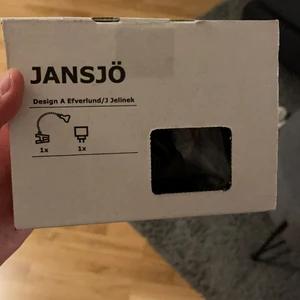 JANSJÖ
Design A Efverlund/J Jelinek
1x 1x